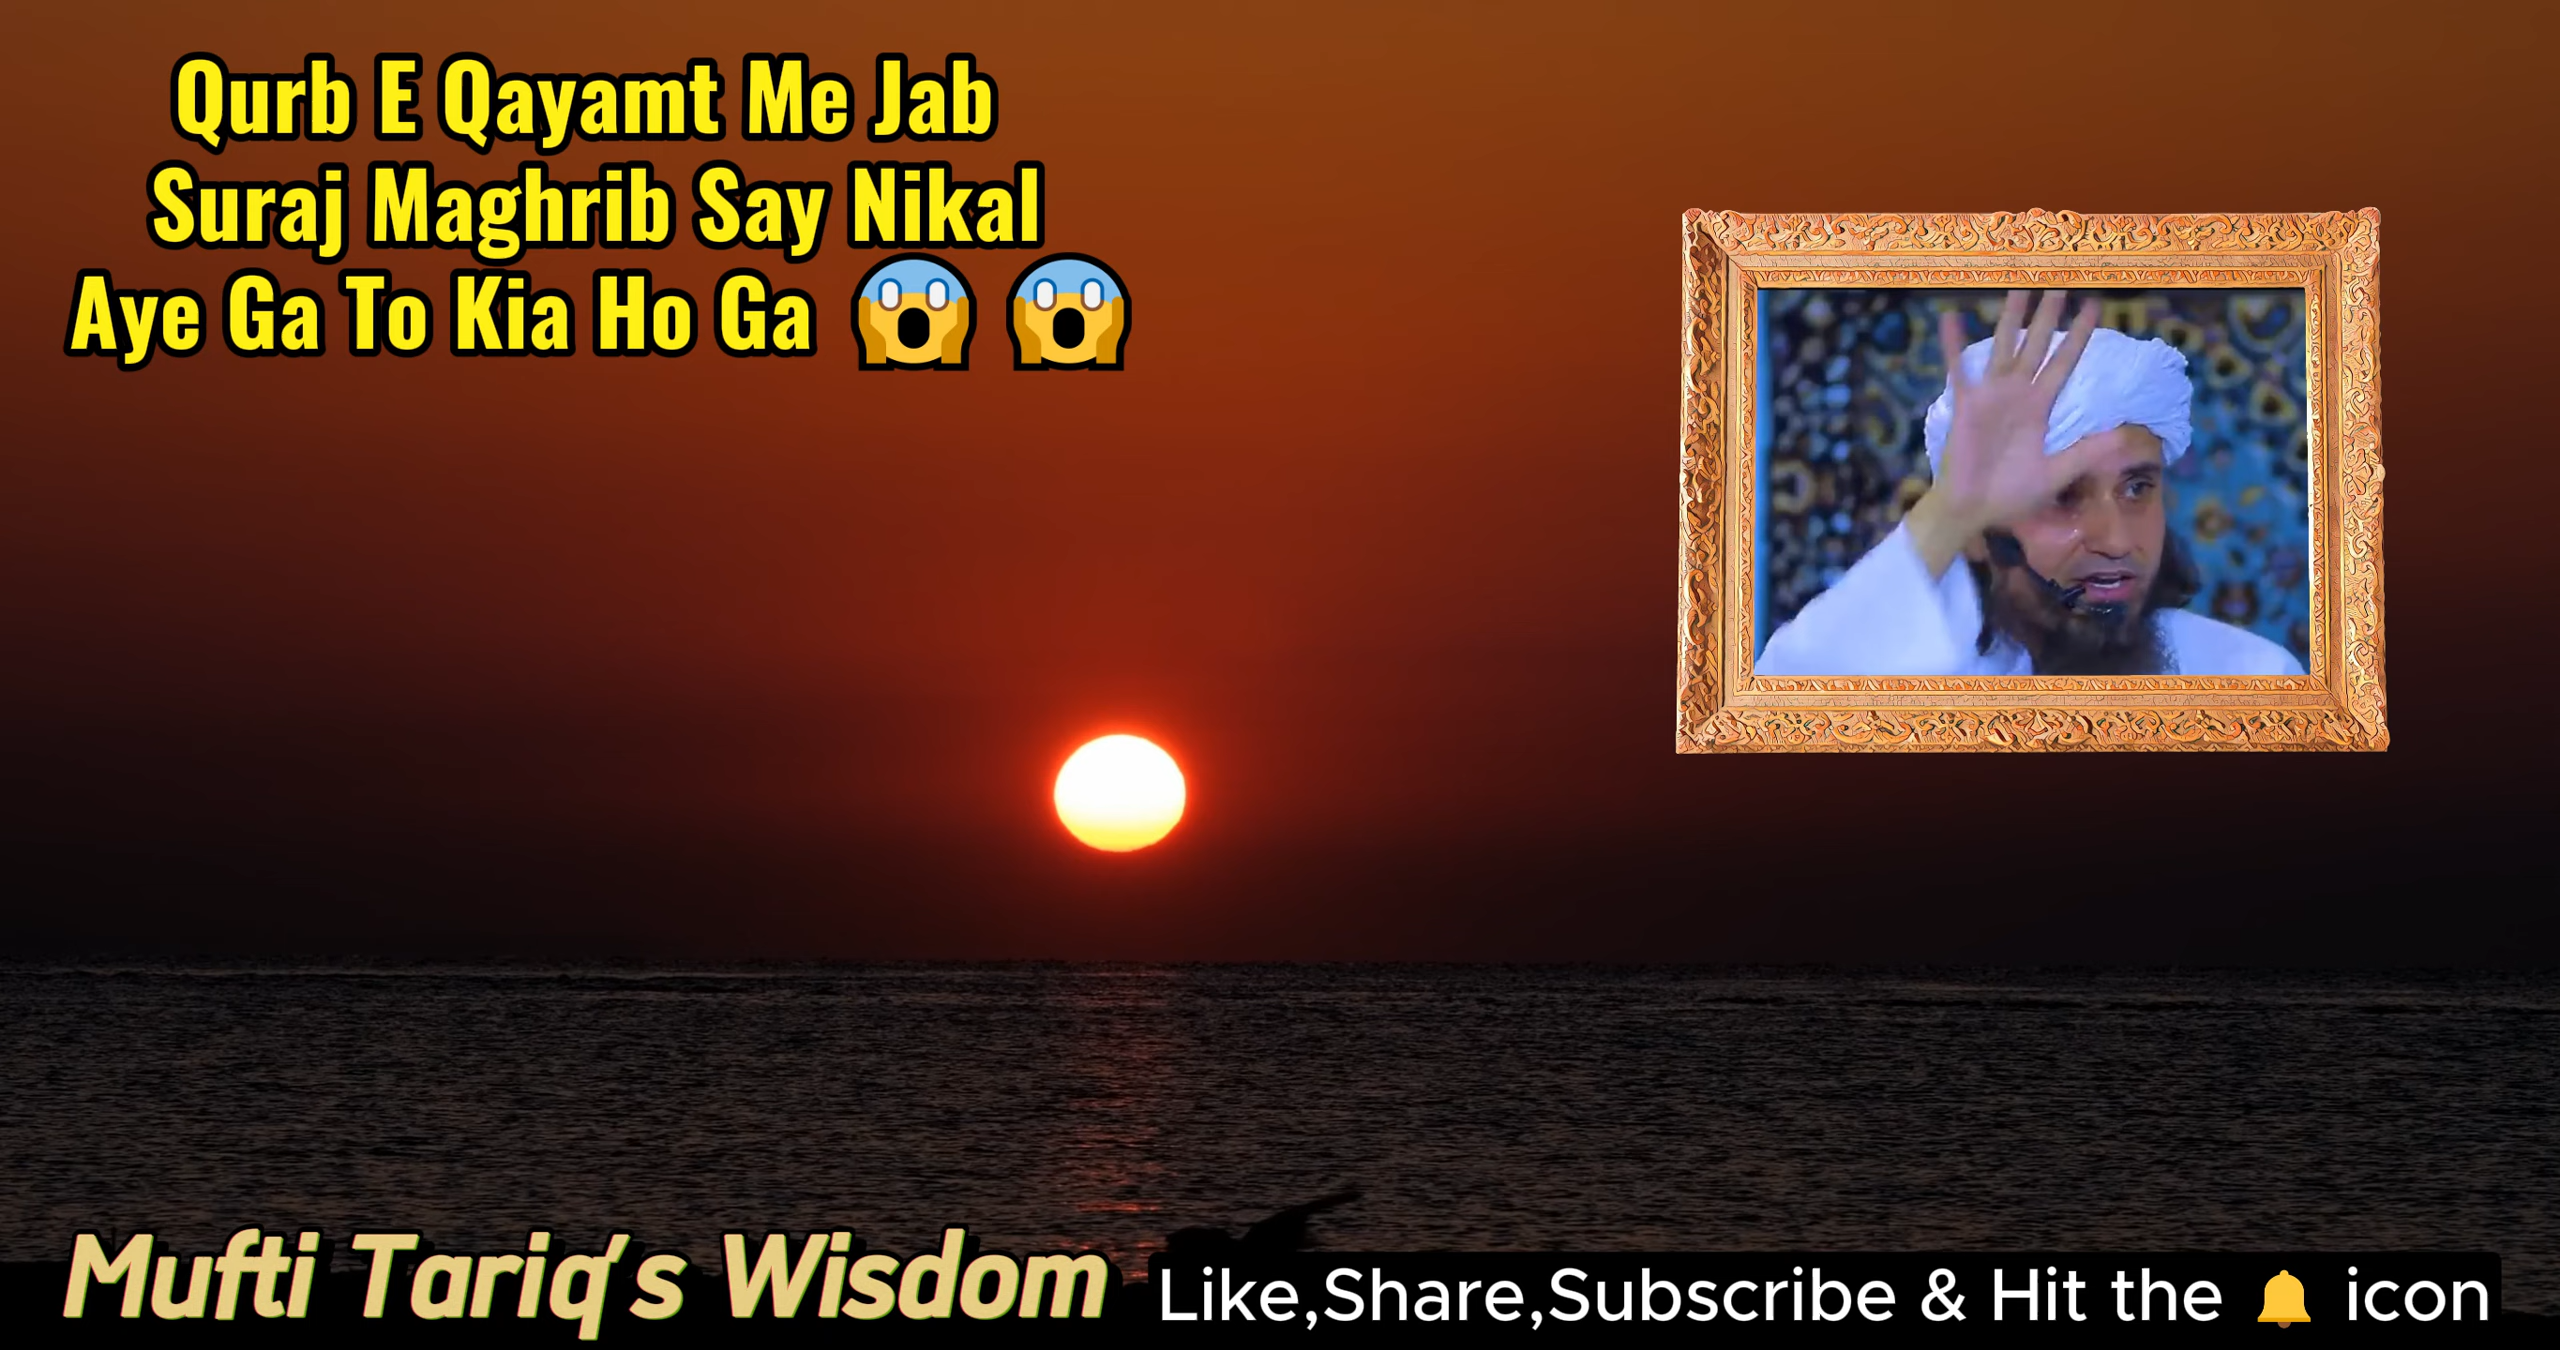 Qurb E Qayamt Me Jab
Suraj Maghrib Say Nikal
Aye Ga To Kia Ho Ga 😱 😱
Mufti Tariq's Wisdom
Like,Share,Subscribe & Hit the 🔔 icon